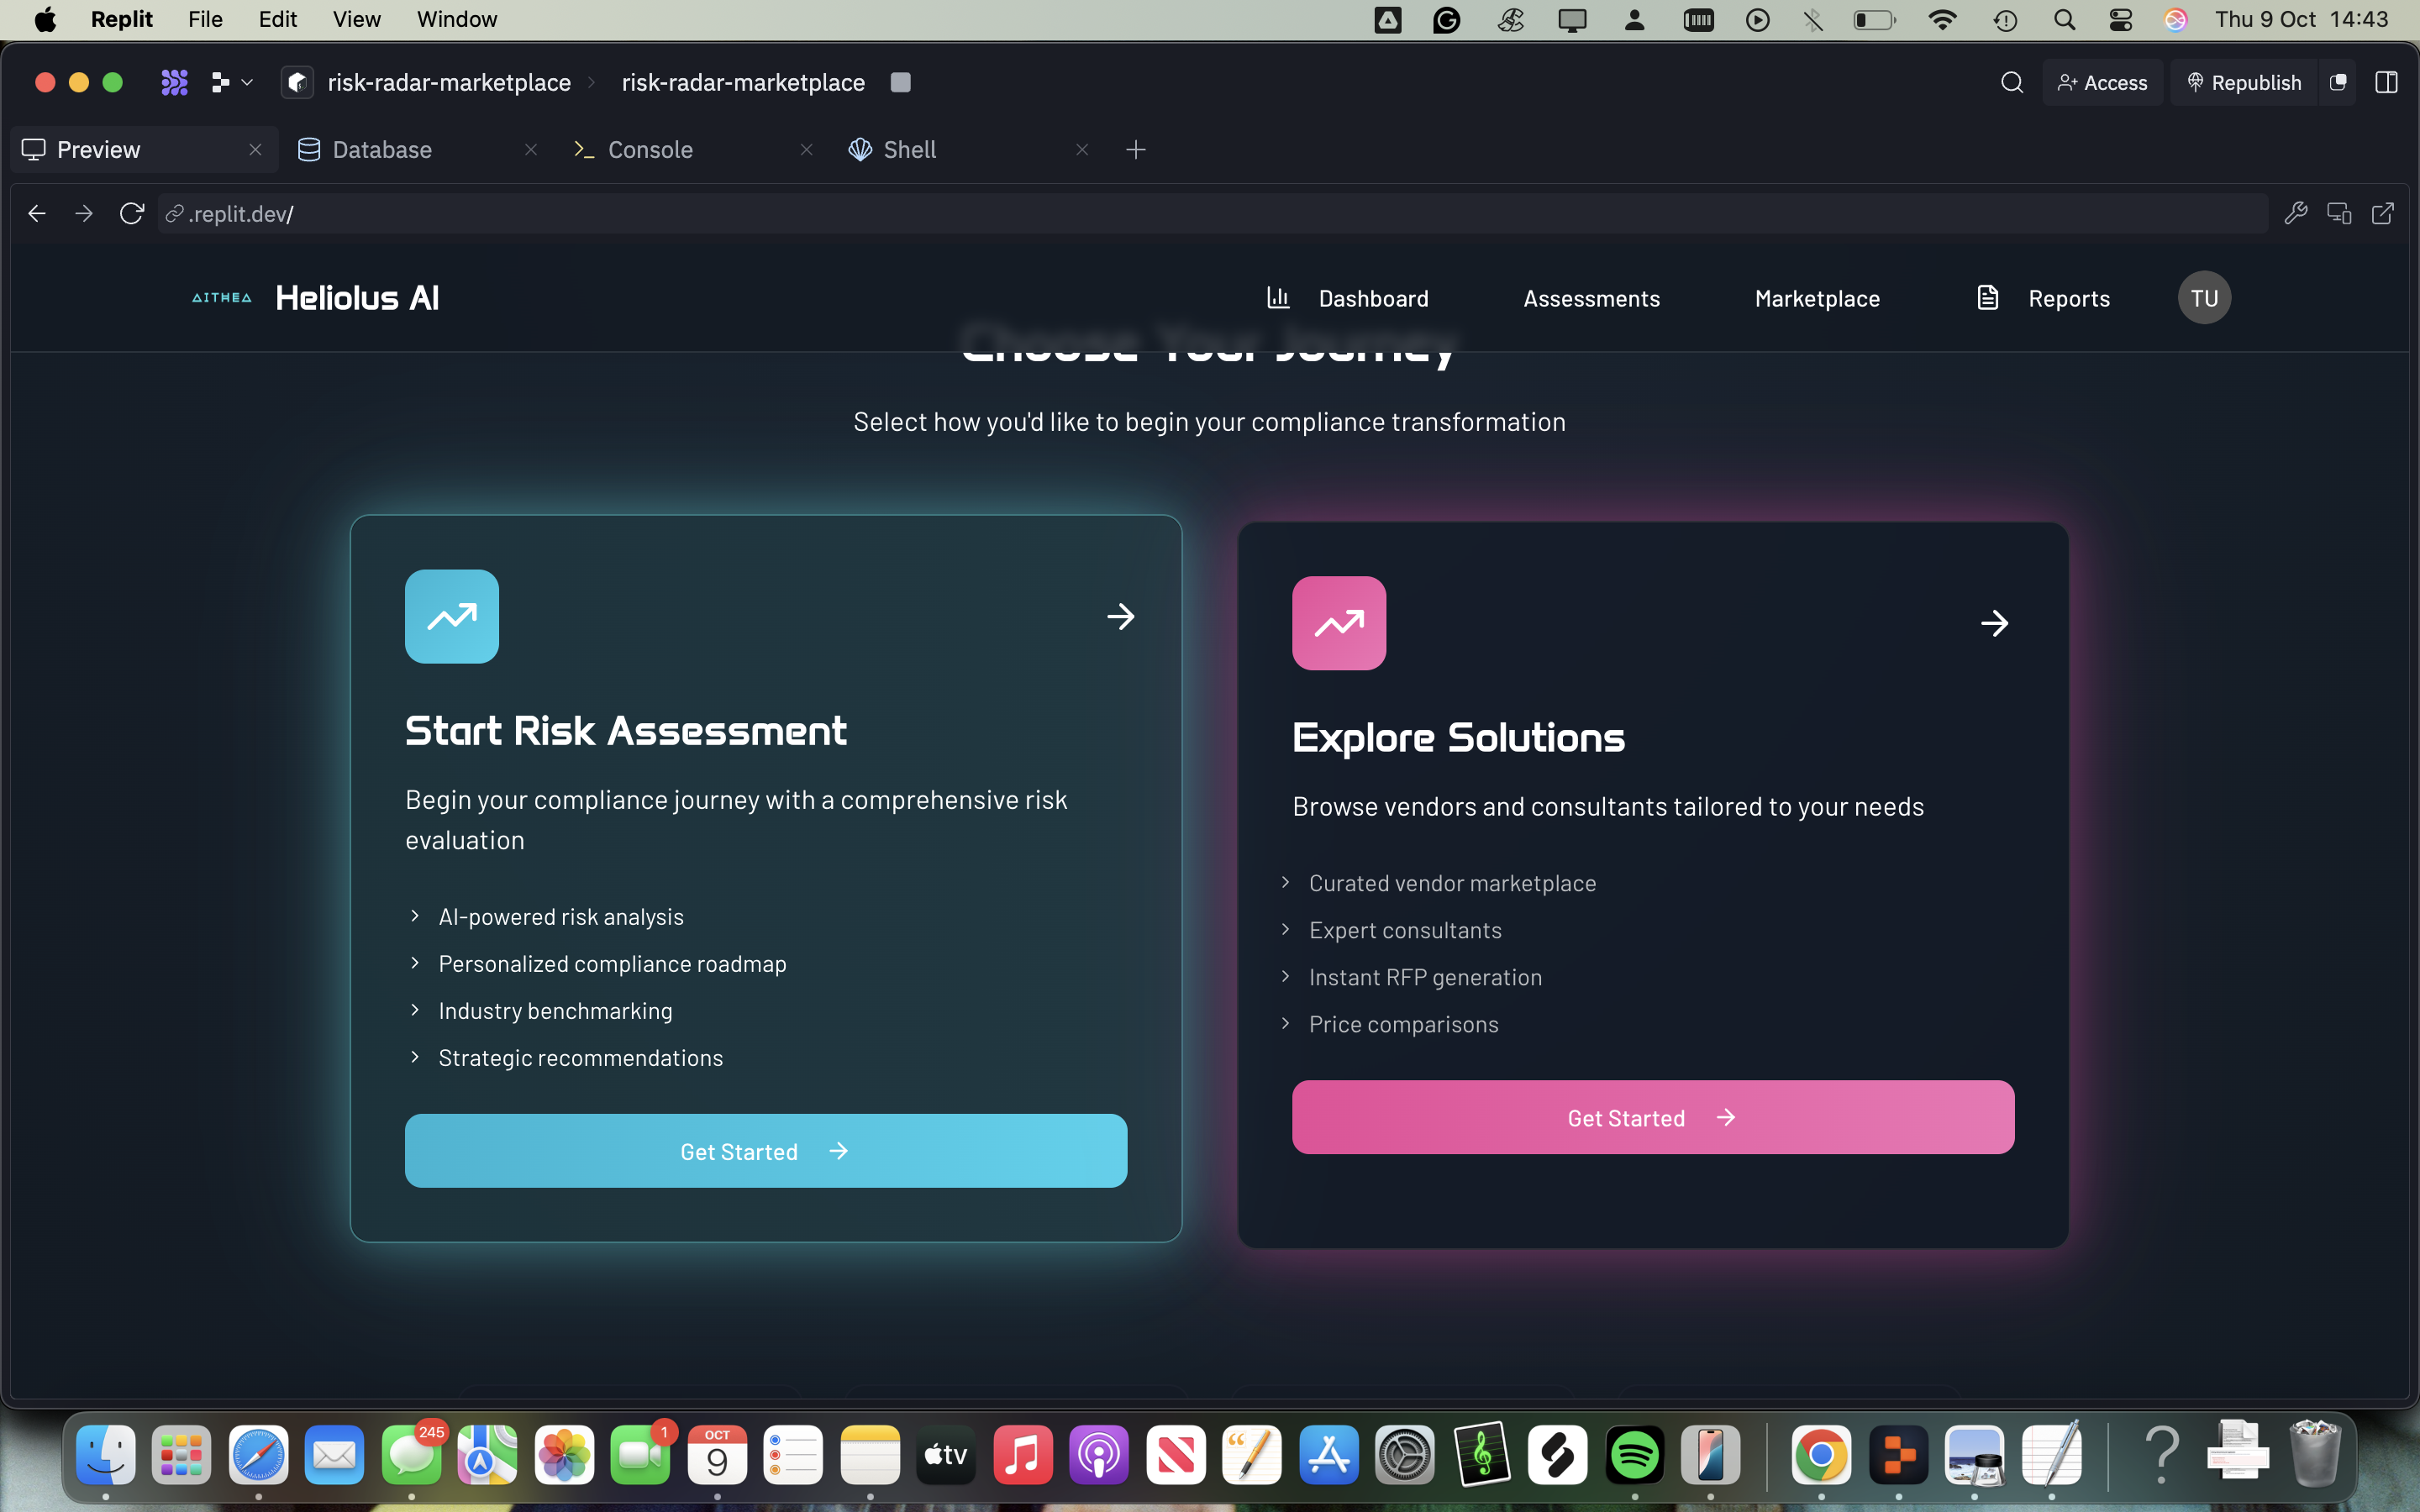 Replit File Edit View Window Thu 9 Oct 14:43
risk-radar-marketplace risk-radar-marketplace Access Republish
Preview Database Console Shell
.replit.dev/
AITHEA Heliolus AI Dashboard Assessments Marketplace Reports TU
Choose Your Journey
Select how you'd like to begin your compliance transformation
Start Risk Assessment
Begin your compliance journey with a comprehensive risk
evaluation
AI-powered risk analysis
Personalized compliance roadmap
Industry benchmarking
Strategic recommendations
Get Started
Explore Solutions
Browse vendors and consultants tailored to your needs
Curated vendor marketplace
Expert consultants
Instant RFP generation
Price comparisons
Get Started
245 1 OCT 9 tv